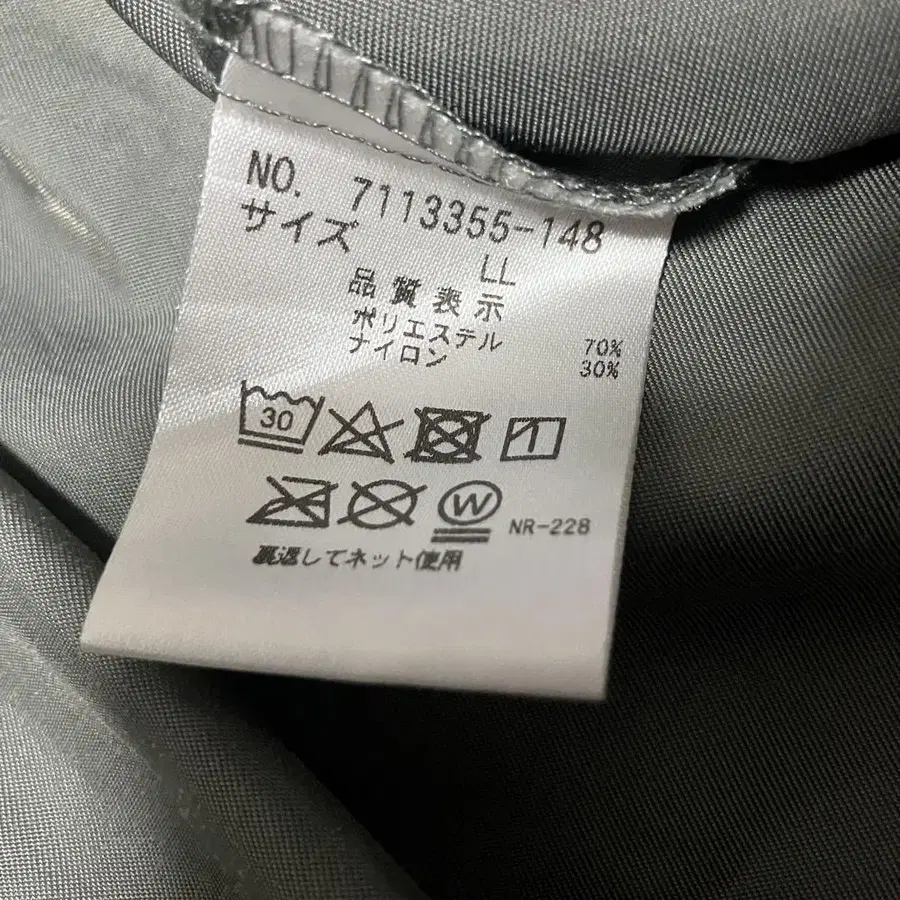 NO. 7113355-148
サイズ LL
品質表示
ポリエステル 70%
ナイロン 30%
30
W NR-228
裏返してネット使用